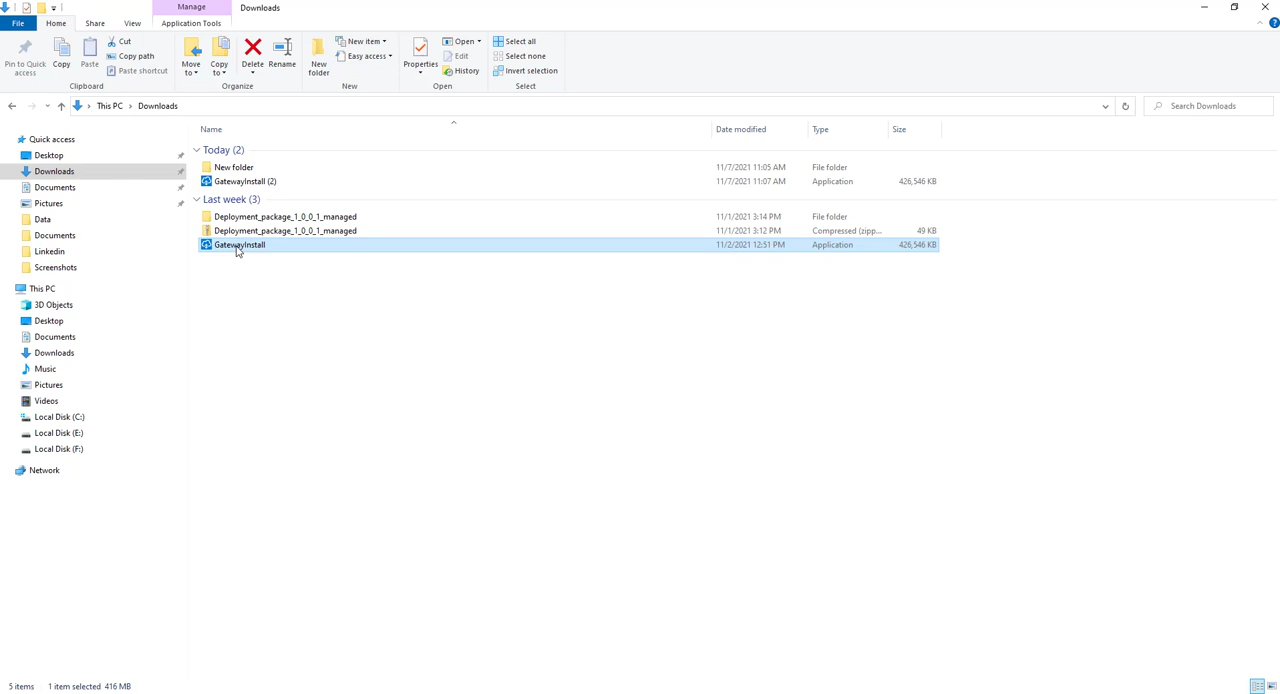 Manage
Downloads
File
Home
Share
View
Application Tools
Pin to Quick access
Copy
Paste
Cut
Copy path
Paste shortcut
Clipboard
Move to
Copy to
Delete
Rename
Organize
New folder
New item
Easy access
New
Properties
Open
Edit
History
Open
Select all
Select none
Invert selection
Select
This PC > Downloads
Search Downloads
Name
Date modified
Type
Size
Today (2)
New folder 11/7/2021 11:05 AM File folder
GatewayInstall (2) 11/7/2021 11:07 AM Application 426,546 KB
Last week (3)
Deployment_package_1_0_0_1_managed 11/1/2021 3:14 PM File folder
Deployment_package_1_0_0_1_managed 11/1/2021 3:12 PM Compressed (zipp... 49 KB
GatewayInstall 11/2/2021 12:51 PM Application 426,546 KB
Quick access
Desktop
Downloads
Documents
Pictures
Data
Documents
Linkedin
Screenshots
This PC
3D Objects
Desktop
Documents
Downloads
Music
Pictures
Videos
Local Disk (C:)
Local Disk (E:)
Local Disk (F:)
Network
5 items 1 item selected 416 MB